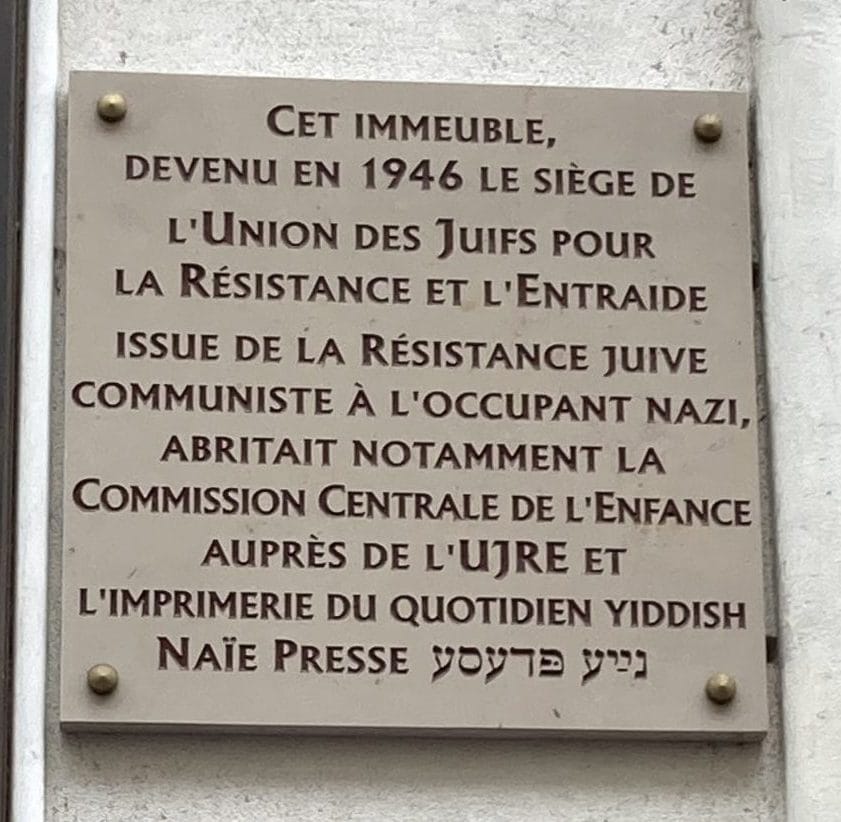 CET IMMEUBLE,
DEVENU EN 1946 LE SIÈGE DE
L'UNION DES JUIFS POUR
LA RÉSISTANCE ET L'ENTRAIDE
ISSUE DE LA RÉSISTANCE JUIVE
COMMUNISTE À L'OCCUPANT NAZI,
ABRITAIT NOTAMMENT LA
COMMISSION CENTRALE DE L'ENFANCE
AUPRÈS DE L'UJRE ET
L'IMPRIMERIE DU QUOTIDIEN YIDDISH
NAÏE PRESSE נײַע פּדעסע